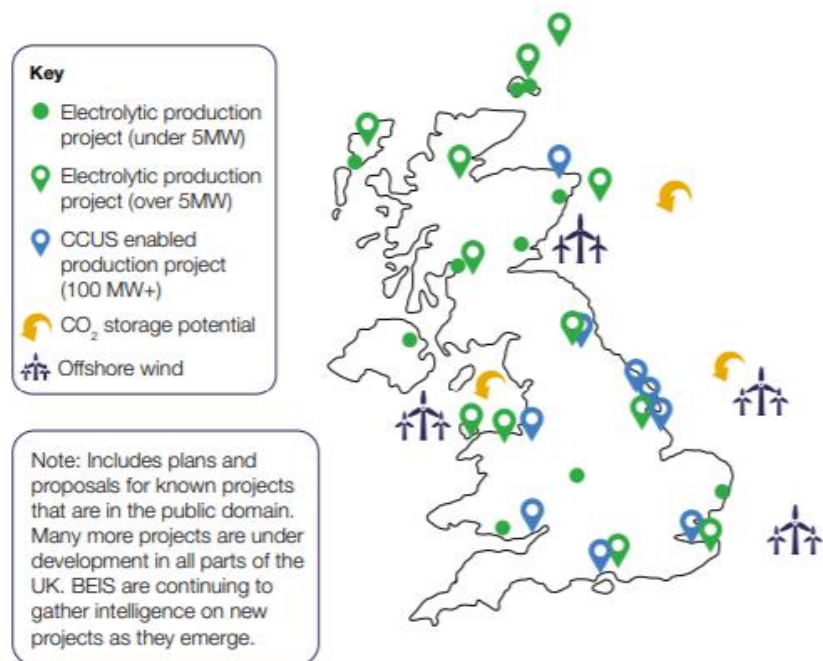 Key
Electrolytic production
project (under 5MW)
Electrolytic production
project (over 5MW)
CCUS enabled
production project
(100 MW+)
CO₂ storage potential
Offshore wind
Note: Includes plans and
proposals for known projects
that are in the public domain.
Many more projects are under
development in all parts of the
UK. BEIS are continuing to
gather intelligence on new
projects as they emerge.